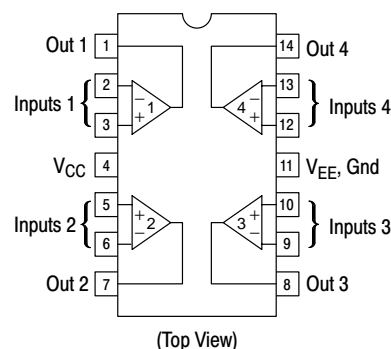 Out 1 1 14 Out 4
2 − 1 4 − 13
Inputs 1 { } Inputs 4
3 + + 12
VCC 4 11 VEE, Gnd
5 + + 10
Inputs 2 { 2 3 } Inputs 3
6 − − 9
Out 2 7 8 Out 3
(Top View)